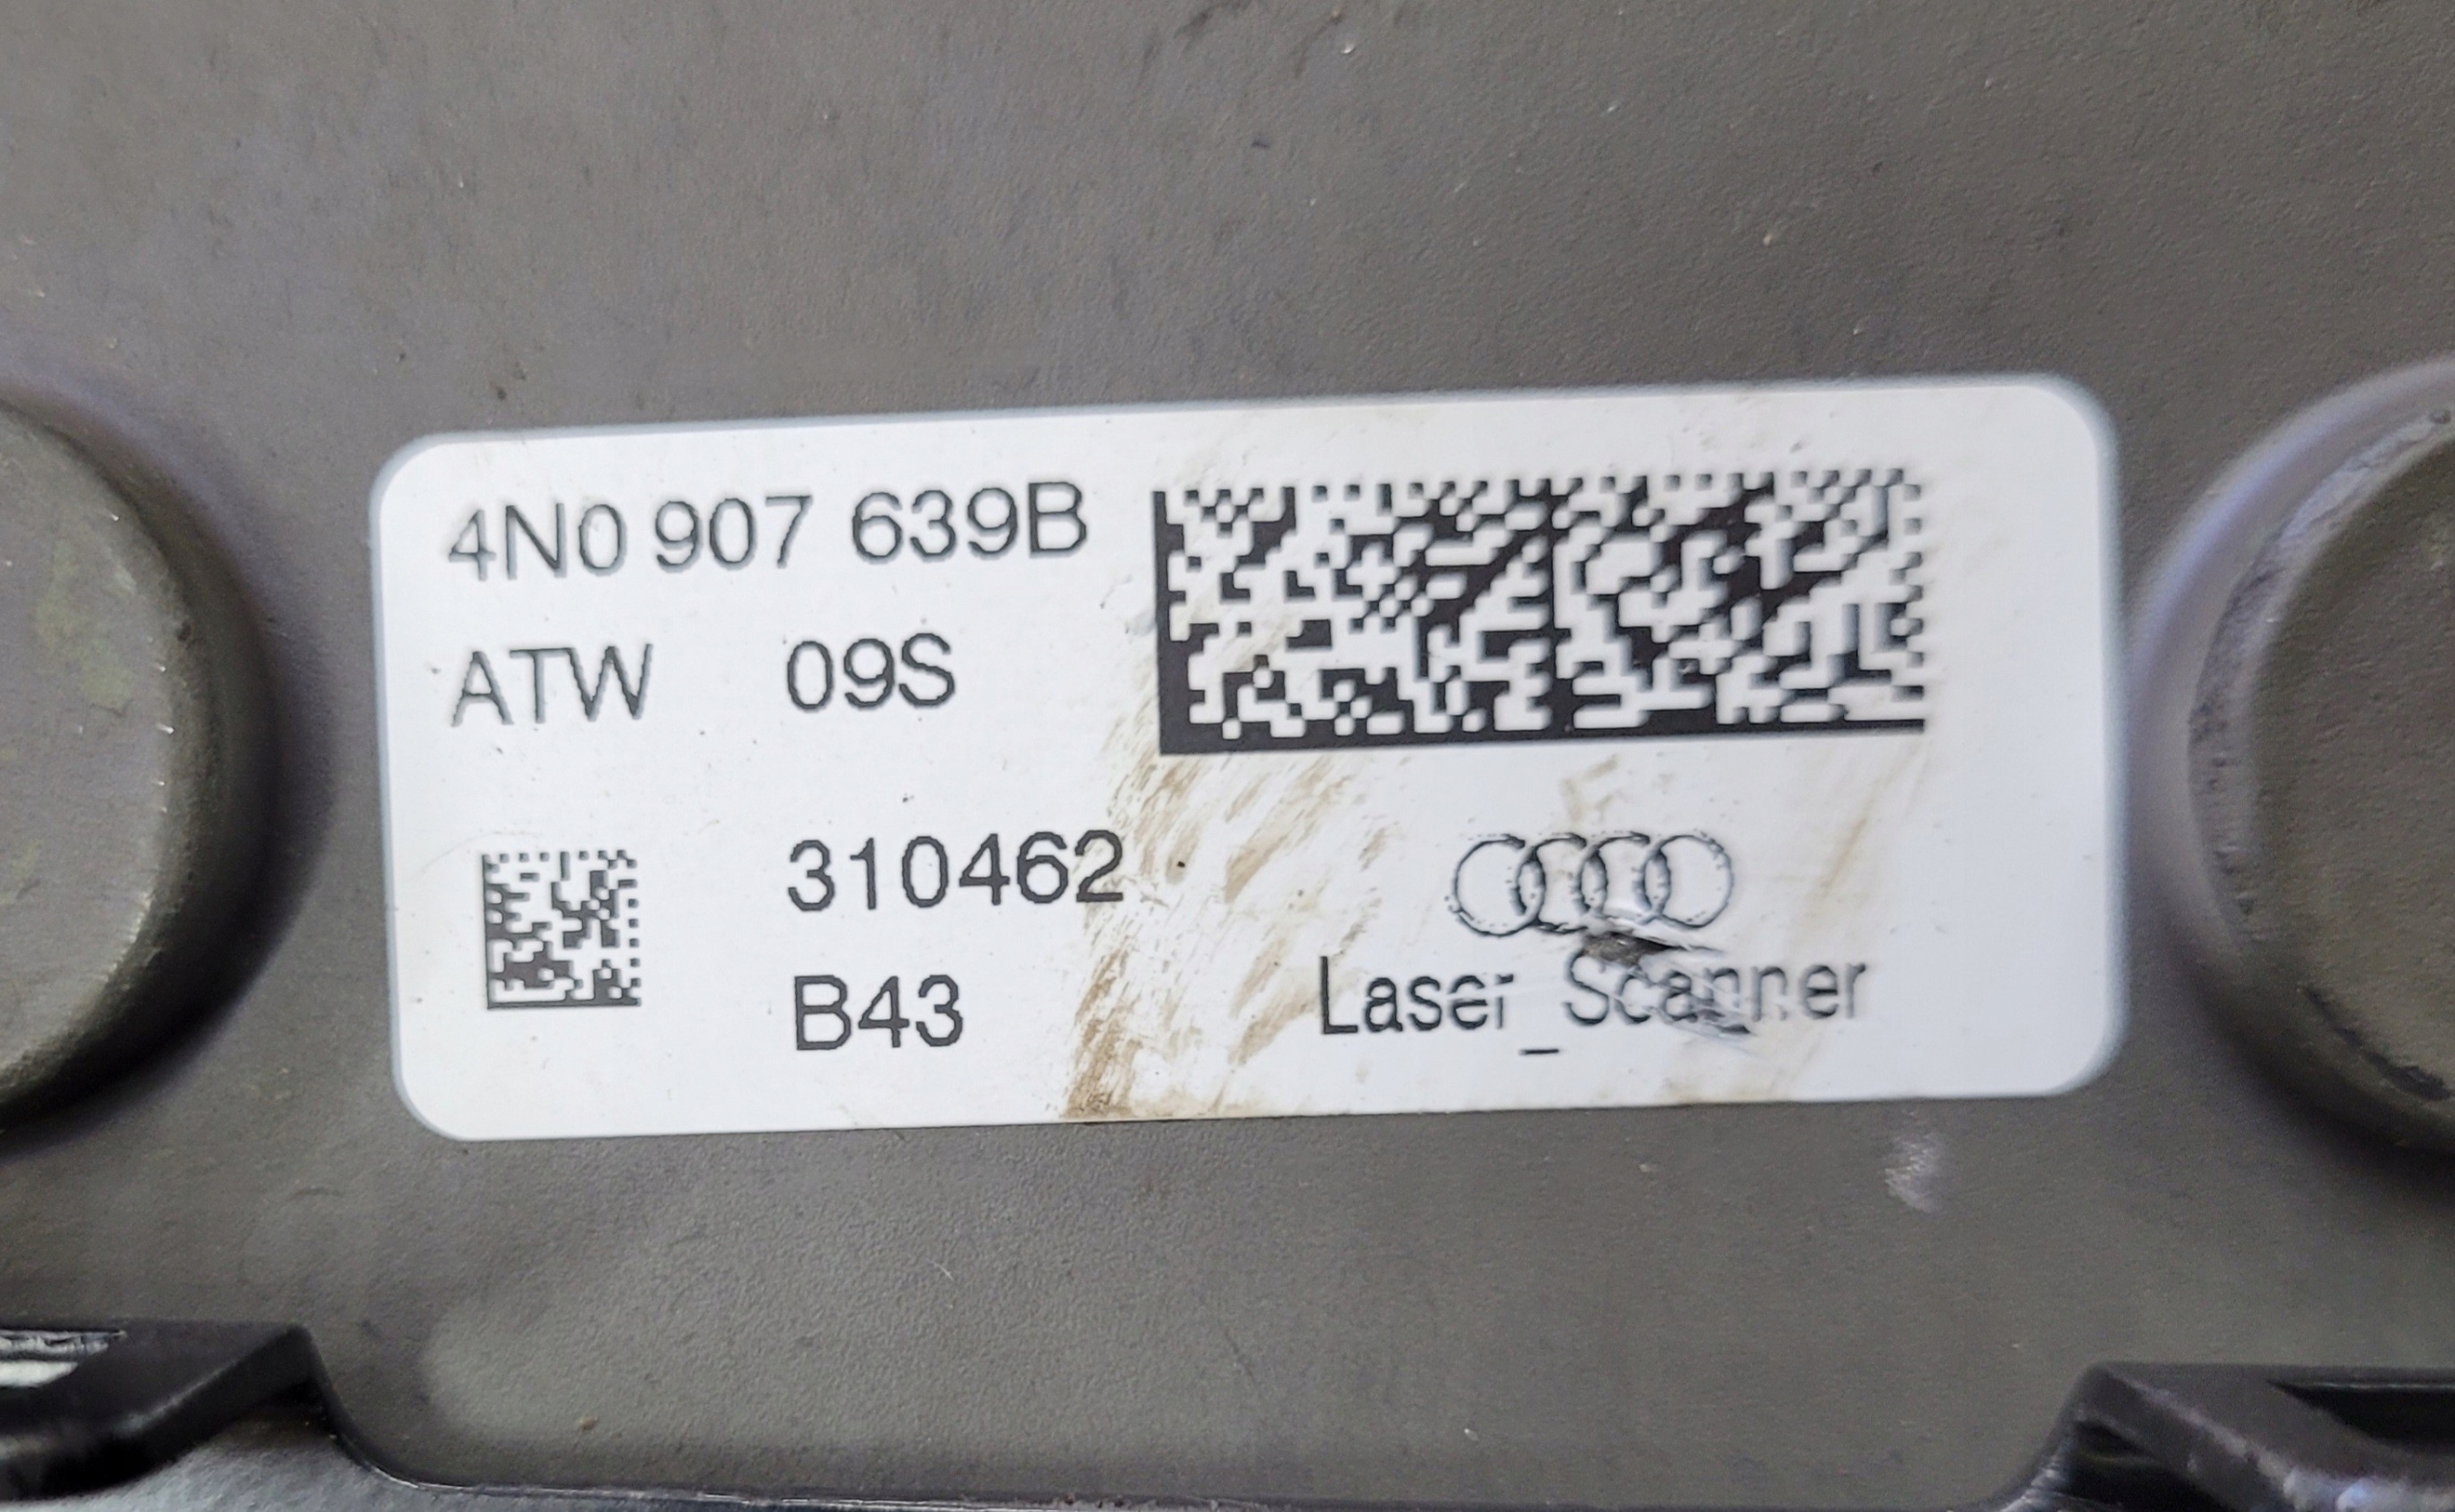 4N0 907 639B
ATW 09S
310462
B43
Laser_Scanner